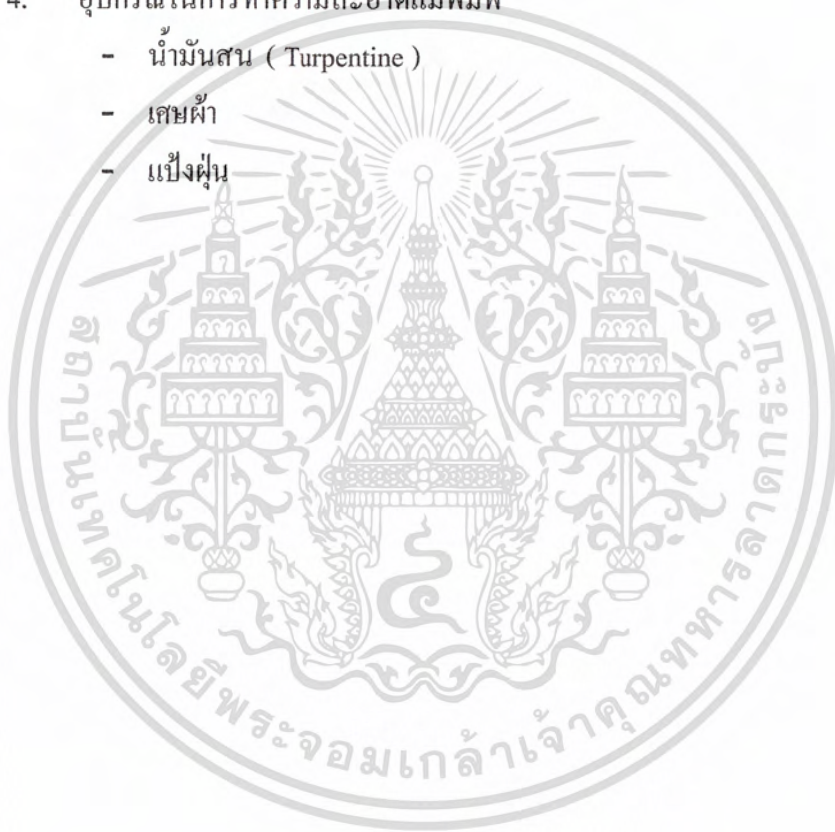 4. อุปกรณ์ในการทำความสะอาดแม่พิมพ์
- น้ำมันสน ( Turpentine )
- เศษผ้า
- แป้งฝุ่น
สถาบันเทคโนโลยีพระจอมเกล้าเจ้าคุณทหารลาดกระบัง